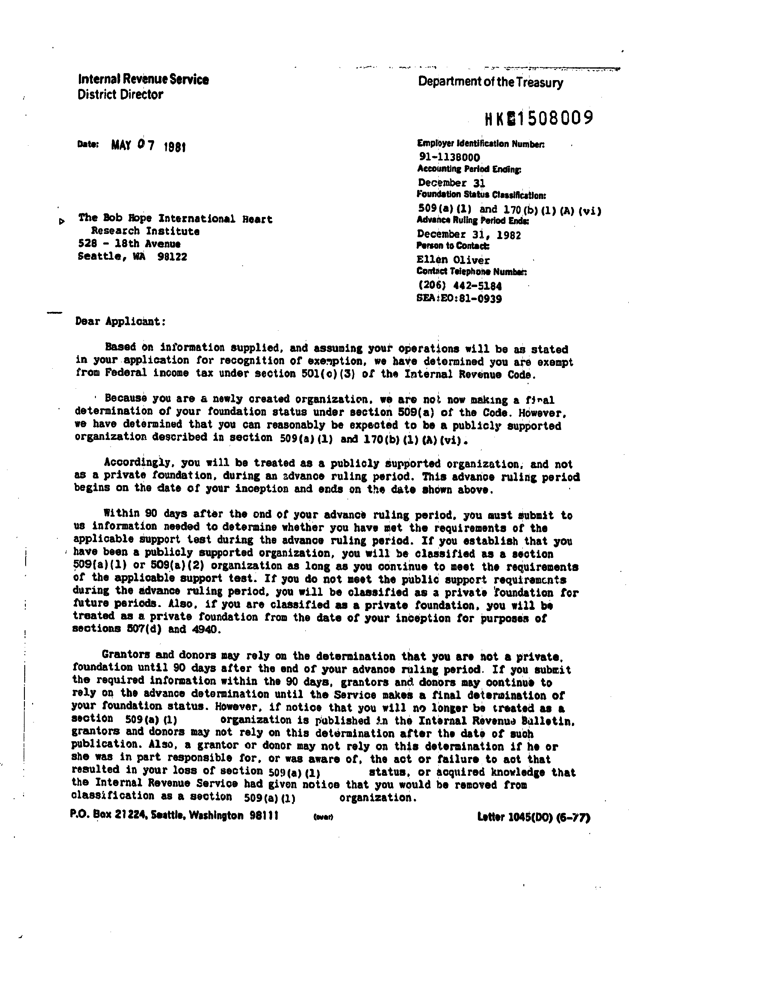 Internal Revenue Service
District Director
Department of the Treasury
Date: MAY 07 1981
Employer Identification Number:
91-1138000
Accounting Period Ending:
December 31
Foundation Status Classification:
509(a)(1) and 170(b)(1)(A)(vi)
Advance Ruling Period Ends:
December 31, 1982
Person to Contact:
Ellen Oliver
Contact Telephone Number:
(206) 442-5184
SEA:EO:81-0939
The Bob Hope International Heart
Research Institute
528 - 18th Avenue
Seattle, WA 98122
Dear Applicant:
Based on information supplied, and assuming your operations will be as stated
in your application for recognition of exemption, we have determined you are exempt
from Federal income tax under section 501(c)(3) of the Internal Revenue Code.
Because you are a newly created organization, we are not now making a final
determination of your foundation status under section 509(a) of the Code. However,
we have determined that you can reasonably be expected to be a publicly supported
organization described in section 509(a)(1) and 170(b)(1)(A)(vi).
Accordingly, you will be treated as a publicly supported organization, and not
as a private foundation, during an advance ruling period. This advance ruling period
begins on the date of your inception and ends on the date shown above.
Within 90 days after the end of your advance ruling period, you must submit to
us information needed to determine whether you have met the requirements of the
applicable support test during the advance ruling period. If you establish that you
have been a publicly supported organization, you will be classified as a section
509(a)(1) or 509(a)(2) organization as long as you continue to meet the requirements
of the applicable support test. If you do not meet the public support requirements
during the advance ruling period, you will be classified as a private foundation for
future periods. Also, if you are classified as a private foundation, you will be
treated as a private foundation from the date of your inception for purposes of
sections 507(d) and 4940.
Grantors and donors may rely on the determination that you are not a private
foundation until 90 days after the end of your advance ruling period. If you submit
the required information within the 90 days, grantors and donors may continue to
rely on the advance determination until the Service makes a final determination of
your foundation status. However, if notice that you will no longer be treated as a
section 509(a)(1) organization is published in the Internal Revenue Bulletin,
grantors and donors may not rely on this determination after the date of such
publication. Also, a grantor or donor may not rely on this determination if he or
she was in part responsible for, or was aware of, the act or failure to act that
resulted in your loss of section 509(a)(1) status, or acquired knowledge that
the Internal Revenue Service had given notice that you would be removed from
classification as a section 509(a)(1) organization.
P.O. Box 21224, Seattle, Washington 98111 (over) Letter 1045(DO) (6-77)